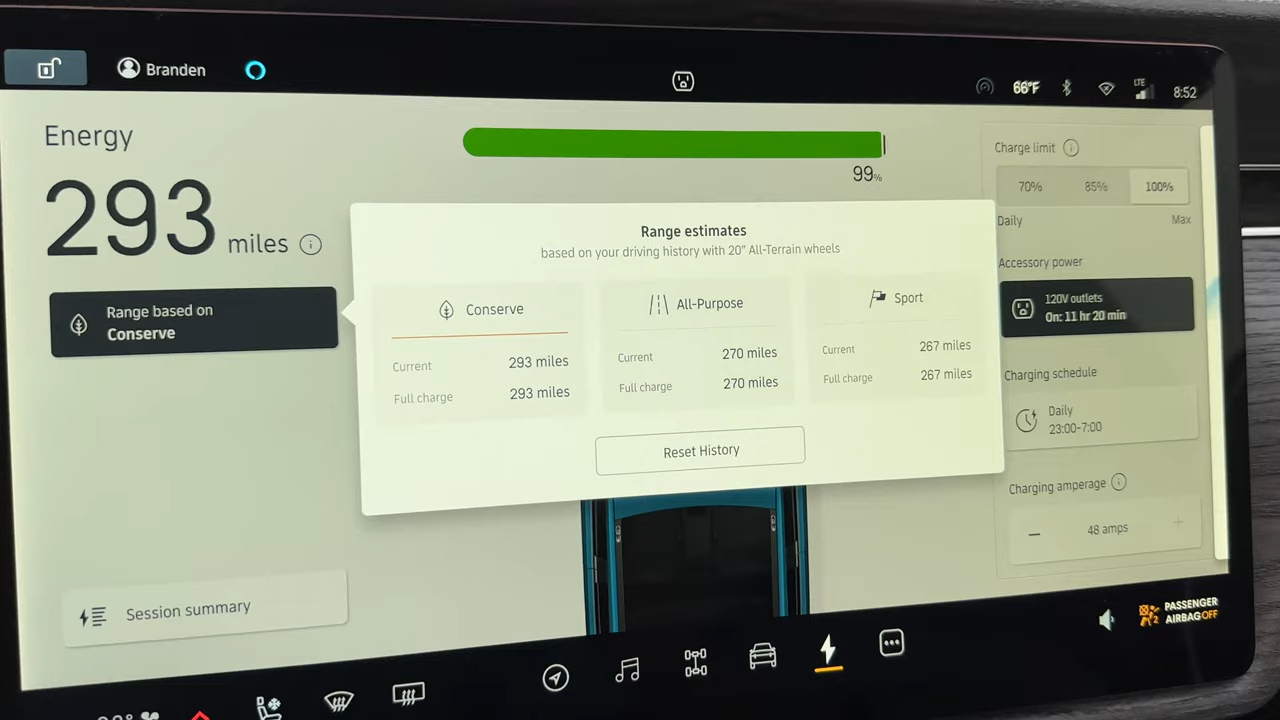 Branden
66°F
LTE
8:52
Energy
293 miles
99%
Range based on
Conserve
Range estimates
based on your driving history with 20" All-Terrain wheels
Conserve
Current 293 miles
Full charge 293 miles
All-Purpose
Current 270 miles
Full charge 270 miles
Sport
Current 267 miles
Full charge 267 miles
Reset History
Charge limit
70% 85% 100%
Daily Max
Accessory power
120V outlets
On: 11 hr 20 min
Charging schedule
Daily
23:00-7:00
Charging amperage
48 amps
Session summary
PASSENGER
AIRBAG OFF